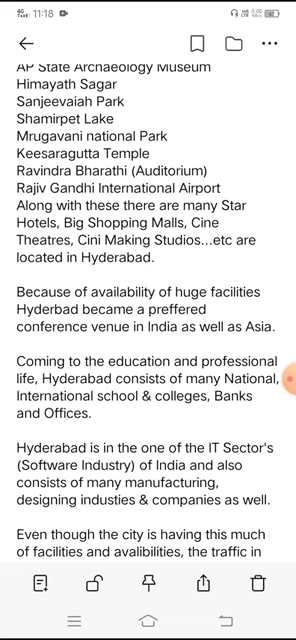 11:18
AP State Archaeology Museum
Himayath Sagar
Sanjeevaiah Park
Shamirpet Lake
Mrugavani national Park
Keesaragutta Temple
Ravindra Bharathi (Auditorium)
Rajiv Gandhi International Airport
Along with these there are many Star
Hotels, Big Shopping Malls, Cine
Theatres, Cini Making Studios...etc are
located in Hyderabad.
Because of availability of huge facilities
Hyderbad became a preffered
conference venue in India as well as Asia.
Coming to the education and professional
life, Hyderabad consists of many National,
International school & colleges, Banks
and Offices.
Hyderabad is in the one of the IT Sector's
(Software Industry) of India and also
consists of many manufacturing,
designing industies & companies as well.
Even though the city is having this much
of facilities and avalibilities, the traffic in